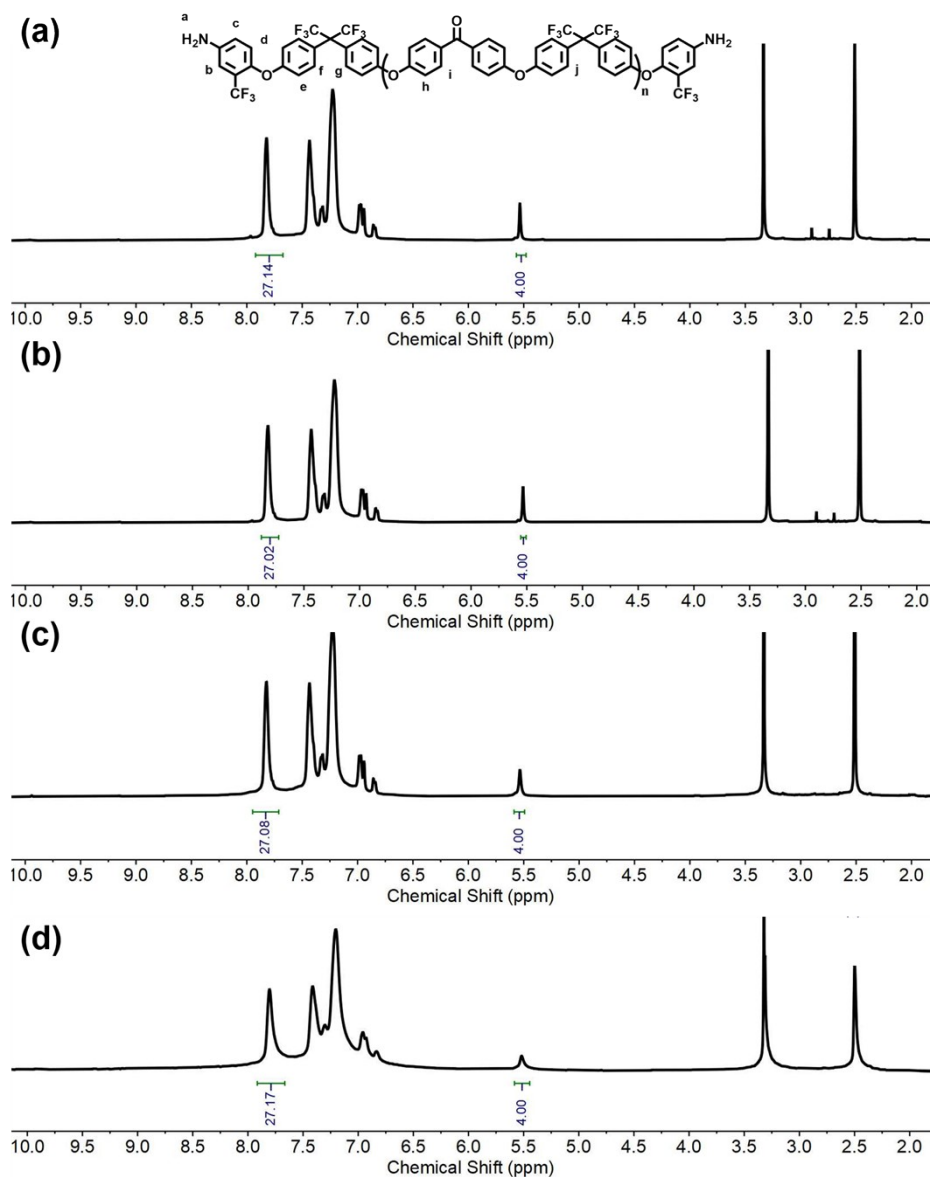 (a)
a
c
d
b
e
f
g
h
i
j
n
H₂N
O
CF₃
F₃C CF₃
O
O
O
F₃C CF₃
O
NH₂
CF₃
27.14
4.00
10.0 9.5 9.0 8.5 8.0 7.5 7.0 6.5 6.0 5.5 5.0 4.5 4.0 3.5 3.0 2.5 2.0
Chemical Shift (ppm)
(b)
27.02
4.00
10.0 9.5 9.0 8.5 8.0 7.5 7.0 6.5 6.0 5.5 5.0 4.5 4.0 3.5 3.0 2.5 2.0
Chemical Shift (ppm)
(c)
27.08
4.00
10.0 9.5 9.0 8.5 8.0 7.5 7.0 6.5 6.0 5.5 5.0 4.5 4.0 3.5 3.0 2.5 2.0
Chemical Shift (ppm)
(d)
27.17
4.00
10.0 9.5 9.0 8.5 8.0 7.5 7.0 6.5 6.0 5.5 5.0 4.5 4.0 3.5 3.0 2.5 2.0
Chemical Shift (ppm)